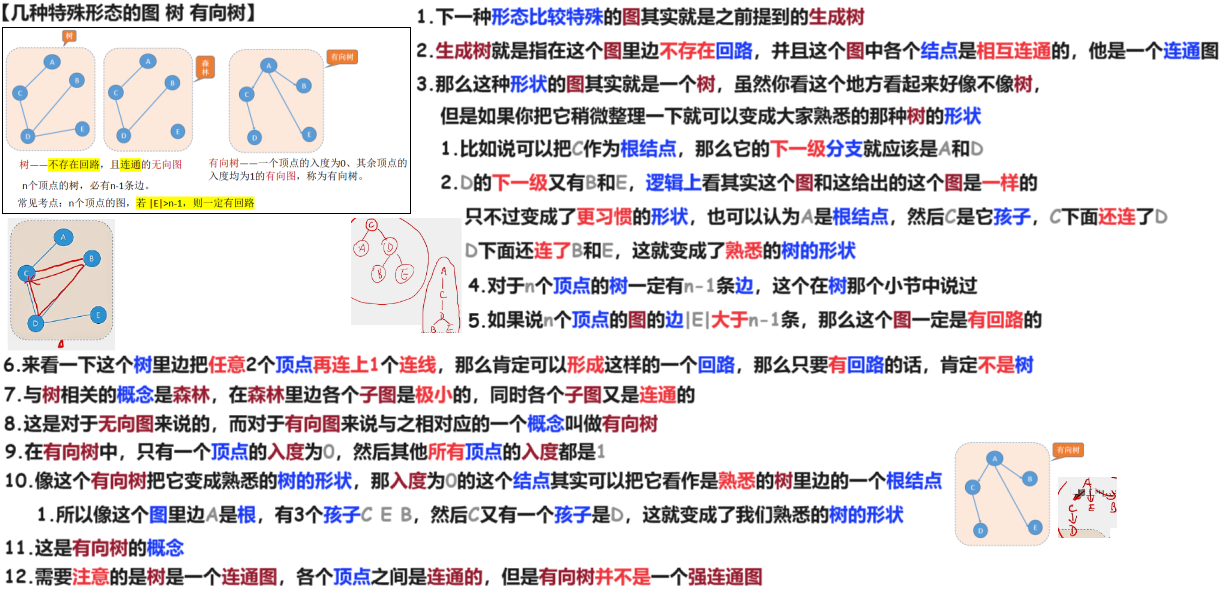 【几种特殊形态的图 树 有向树】
树
森林
有向树
A
B
C
D
E
A
B
C
D
E
A
B
C
D
E
树——不存在回路，且连通的无向图
n个顶点的树，必有n-1条边。
常见考点：n个顶点的图，若 |E|>n-1，则一定有回路
有向树——一个顶点的入度为0、其余顶点的
入度均为1的有向图，称为有向树。
A
B
C
D
E
C
A
D
B
E
A
C
D
B E
1.下一种形态比较特殊的图其实就是之前提到的生成树
2.生成树就是指在这个图里边不存在回路，并且这个图中各个结点是相互连通的，他是一个连通图
3.那么这种形状的图其实就是一个树，虽然你看这个地方看起来好像不像树，
但是如果你把它稍微整理一下就可以变成大家熟悉的那种树的形状
1.比如说可以把C作为根结点，那么它的下一级分支就应该是A和D
2.D的下一级又有B和E，逻辑上看其实这个图和这给出的这个图是一样的
只不过变成了更习惯的形状，也可以认为A是根结点，然后C是它孩子，C下面还连了D
D下面还连了B和E，这就变成了熟悉的树的形状
4.对于n个顶点的树一定有n-1条边，这个在树那个小节中说过
5.如果说n个顶点的图的边|E|大于n-1条，那么这个图一定是有回路的
6.来看一下这个树里边把任意2个顶点再连上1个连线，那么肯定可以形成这样的一个回路，那么只要有回路的话，肯定不是树
7.与树相关的概念是森林，在森林里边各个子图是极小的，同时各个子图又是连通的
8.这是对于无向图来说的，而对于有向图来说与之相对应的一个概念叫做有向树
9.在有向树中，只有一个顶点的入度为0，然后其他所有顶点的入度都是1
10.像这个有向树把它变成熟悉的树的形状，那入度为0的这个结点其实可以把它看作是熟悉的树里边的一个根结点
1.所以像这个图里边A是根，有3个孩子C E B，然后C又有一个孩子是D，这就变成了我们熟悉的树的形状
11.这是有向树的概念
12.需要注意的是树是一个连通图，各个顶点之间是连通的，但是有向树并不是一个强连通图
有向树
A
B
C
D
E
A
C E B
D